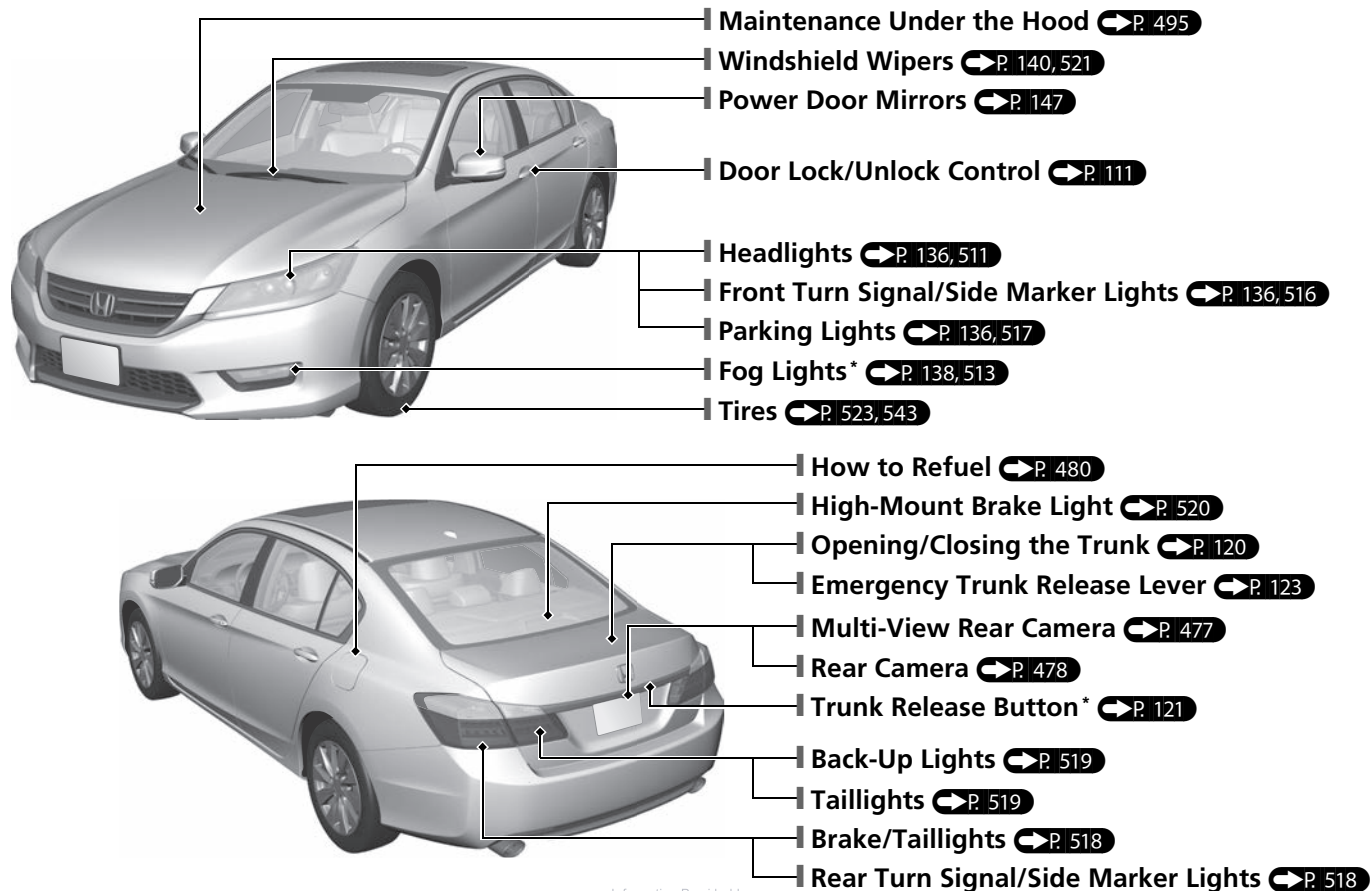 Maintenance Under the Hood P. 495
Windshield Wipers P. 140, 521
Power Door Mirrors P. 147
Door Lock/Unlock Control P. 111
Headlights P. 136, 511
Front Turn Signal/Side Marker Lights P. 136, 516
Parking Lights P. 136, 517
Fog Lights* P. 138, 513
Tires P. 523, 543
How to Refuel P. 480
High-Mount Brake Light P. 520
Opening/Closing the Trunk P. 120
Emergency Trunk Release Lever P. 123
Multi-View Rear Camera P. 477
Rear Camera P. 478
Trunk Release Button* P. 121
Back-Up Lights P. 519
Taillights P. 519
Brake/Taillights P. 518
Rear Turn Signal/Side Marker Lights P. 518